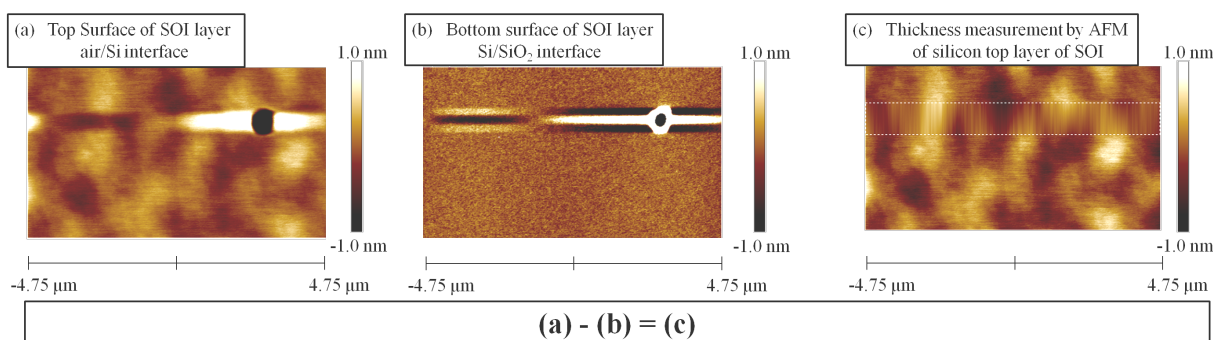 (a) Top Surface of SOI layer
air/Si interface
1.0 nm
-1.0 nm
-4.75 μm
4.75 μm
(b) Bottom surface of SOI layer
Si/SiO₂ interface
1.0 nm
-1.0 nm
-4.75 μm
4.75 μm
(c) Thickness measurement by AFM
of silicon top layer of SOI
1.0 nm
-1.0 nm
-4.75 μm
4.75 μm
(a) - (b) = (c)